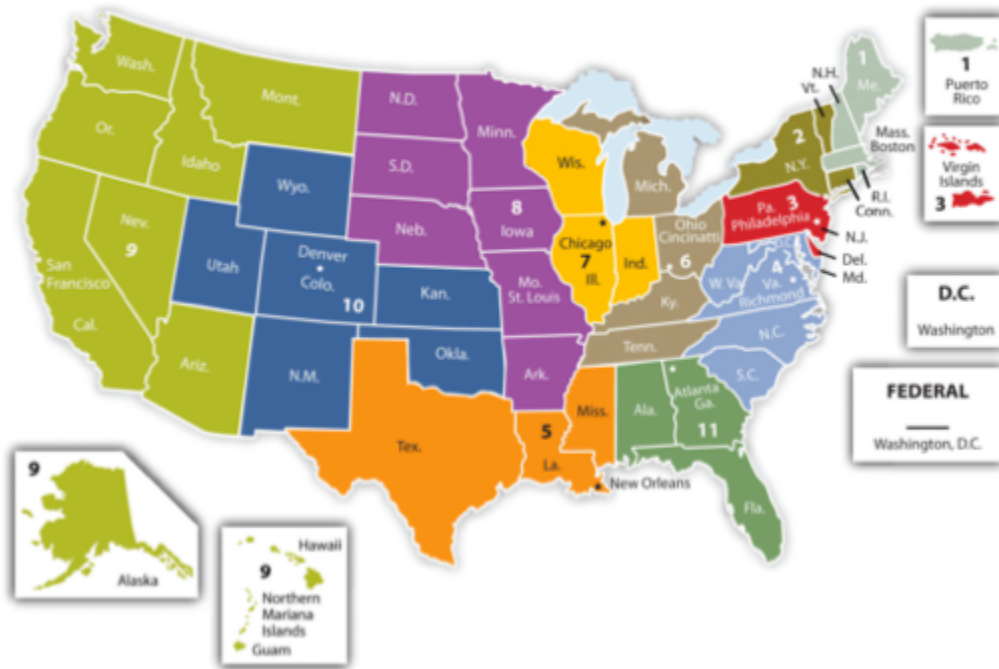 Wash.
Or.
Idaho
Mont.
Nev.
9
San
Francisco
Cal.
Utah
Ariz.
Wyo.
Denver
Colo.
10
N.M.
N.D.
S.D.
Neb.
Kan.
Okla.
Tex.
Minn.
8
Iowa
Mo.
St. Louis
Ark.
5
La.
New Orleans
Miss.
Wis.
Chicago
7
Ill.
Ind.
Mich.
Ohio
Cincinatti
6
Ky.
Tenn.
Ala.
Atlanta
Ga.
11
Fla.
S.C.
N.C.
W. Va
4
Va.
Richmond
D.C.
Pa. 3
Philadelphia
2
N.Y.
Vt.
N.H.
1
Me.
Mass.
Boston
R.I.
Conn.
N.J.
Del.
Md.
1
Puerto
Rico
Virgin
Islands
3
D.C.
Washington
FEDERAL
Washington, D.C.
9
Alaska
Hawaii
9
Northern
Mariana
Islands
Guam